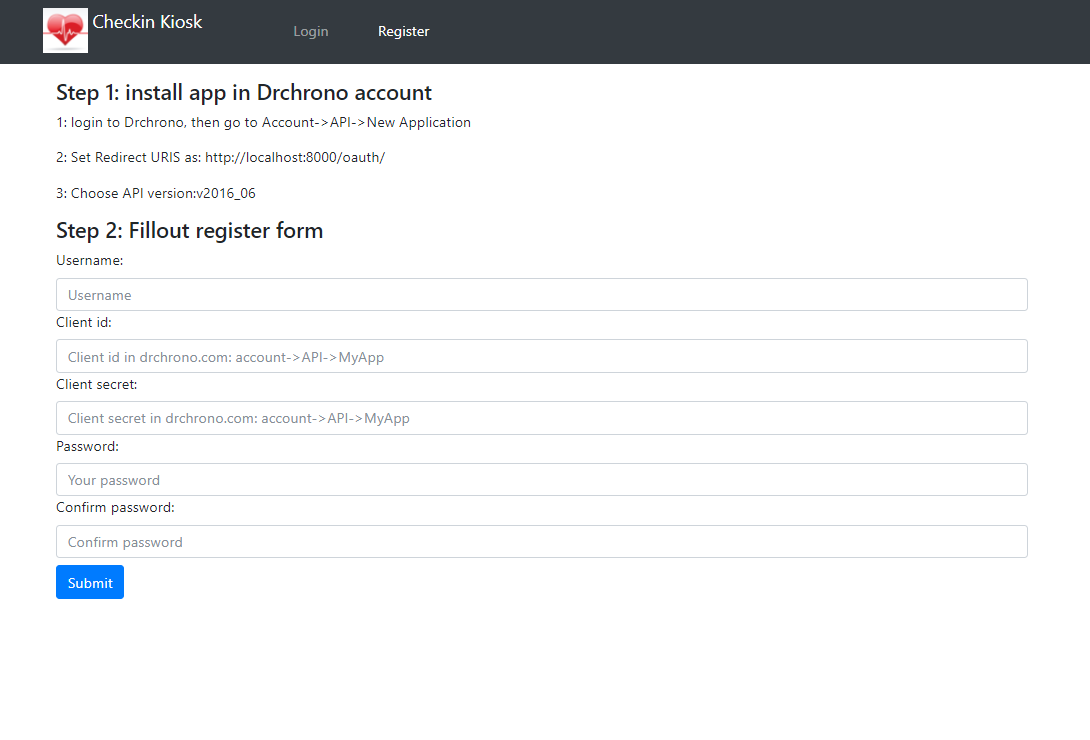 Checkin Kiosk
Login
Register
Step 1: install app in Drchrono account
1: login to Drchrono, then go to Account->API->New Application
2: Set Redirect URIS as: http://localhost:8000/oauth/
3: Choose API version:v2016_06
Step 2: Fillout register form
Username:
Username
Client id:
Client id in drchrono.com: account->API->MyApp
Client secret:
Client secret in drchrono.com: account->API->MyApp
Password:
Your password
Confirm password:
Confirm password
Submit